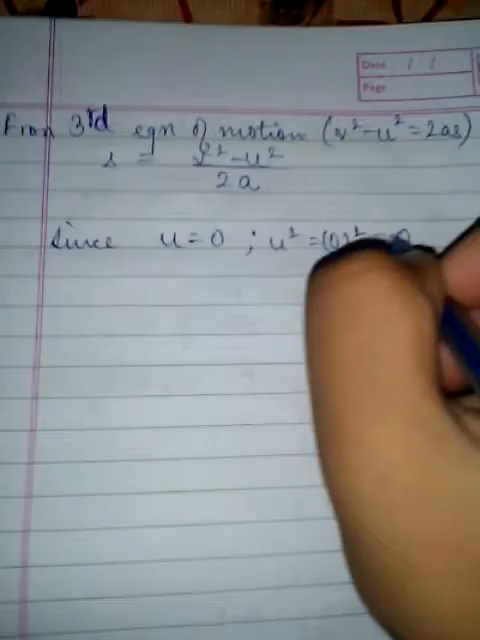 Date / /
Page
From 3rd eqn of motion (v² - u² = 2as)
s = v² - u² / 2a
Since u = 0 ; u² = (0)² = 0